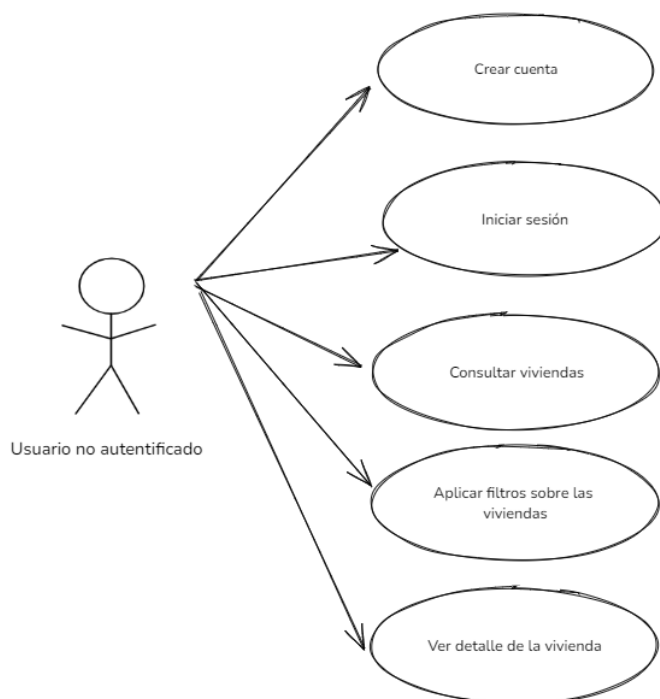 Crear cuenta
Iniciar sesión
Consultar viviendas
Usuario no autentificado
Aplicar filtros sobre las
viviendas
Ver detalle de la vivienda